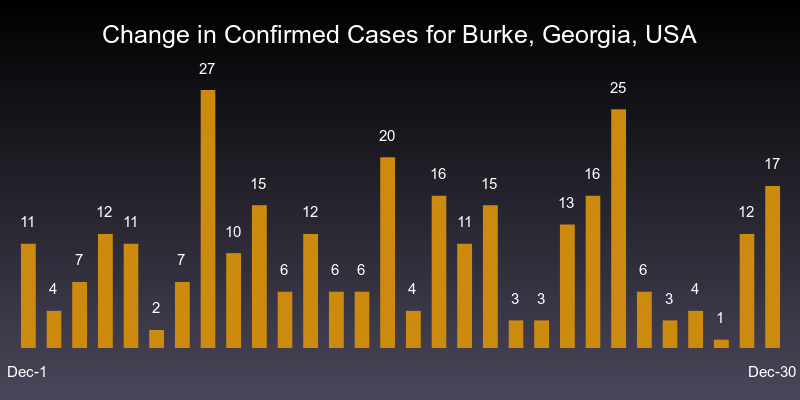 Change in Confirmed Cases for Burke, Georgia, USA
11 4 7 12 11 2 7 27 10 15 6 12 6 6 20 4 16 11 15 3 3 13 16 25 6 3 4 1 12 17
Dec-1 Dec-30